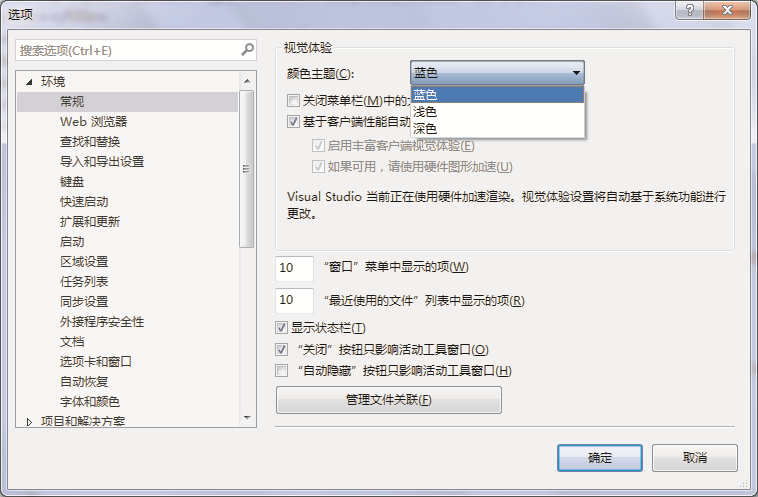 选项
搜索选项(Ctrl+E)
环境
常规
Web 浏览器
查找和替换
导入和导出设置
键盘
快速启动
扩展和更新
启动
区域设置
任务列表
同步设置
外接程序安全性
文档
选项卡和窗口
自动恢复
字体和颜色
项目和解决方案
视觉体验
颜色主题(C):
蓝色
蓝色
浅色
深色
关闭菜单栏(M)中的
基于客户端性能自动
启用丰富客户端视觉体验(E)
如果可用，请使用硬件图形加速(U)
Visual Studio 当前正在使用硬件加速渲染。视觉体验设置将自动基于系统功能进行
更改。
10 “窗口”菜单中显示的项(W)
10 “最近使用的文件”列表中显示的项(R)
显示状态栏(T)
“关闭”按钮只影响活动工具窗口(O)
“自动隐藏”按钮只影响活动工具窗口(H)
管理文件关联(F)
确定
取消